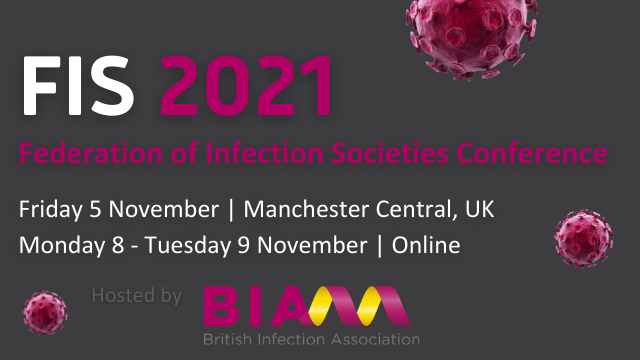 FIS 2021
Federation of Infection Societies Conference
Friday 5 November | Manchester Central, UK
Monday 8 - Tuesday 9 November | Online
Hosted by BIA
British Infection Association